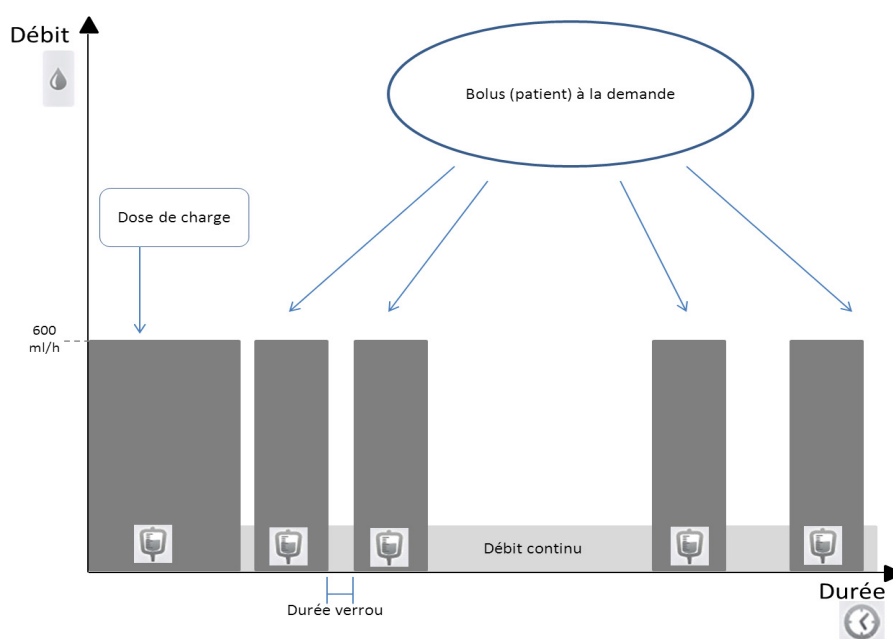 Débit
Bolus (patient) à la demande
Dose de charge
600
ml/h
Débit continu
Durée
Durée verrou